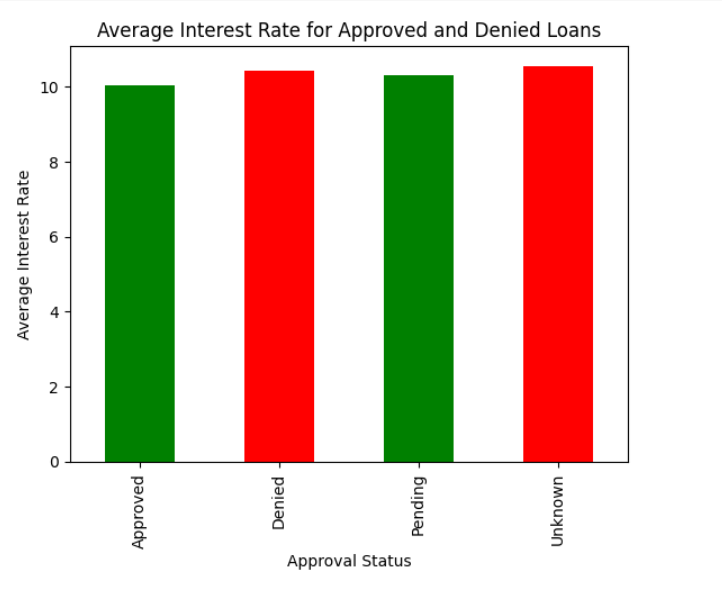 Average Interest Rate for Approved and Denied Loans
Average Interest Rate
10
8
6
4
2
0
Approved
Denied
Pending
Unknown
Approval Status